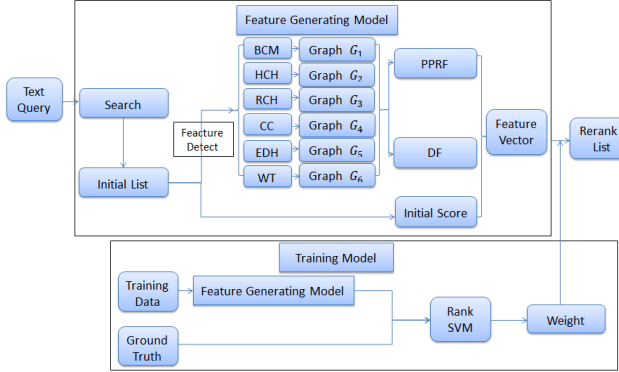 Feature Generating Model
Text
Query
Search
Initial List
Feacture
Detect
BCM
Graph G₁
HCH
Graph G₂
RCH
Graph G₃
CC
Graph G₄
EDH
Graph G₅
WT
Graph G₆
PPRF
DF
Initial Score
Feature
Vector
Rerank
List
Training Model
Training
Data
Feature Generating Model
Ground
Truth
Rank
SVM
Weight